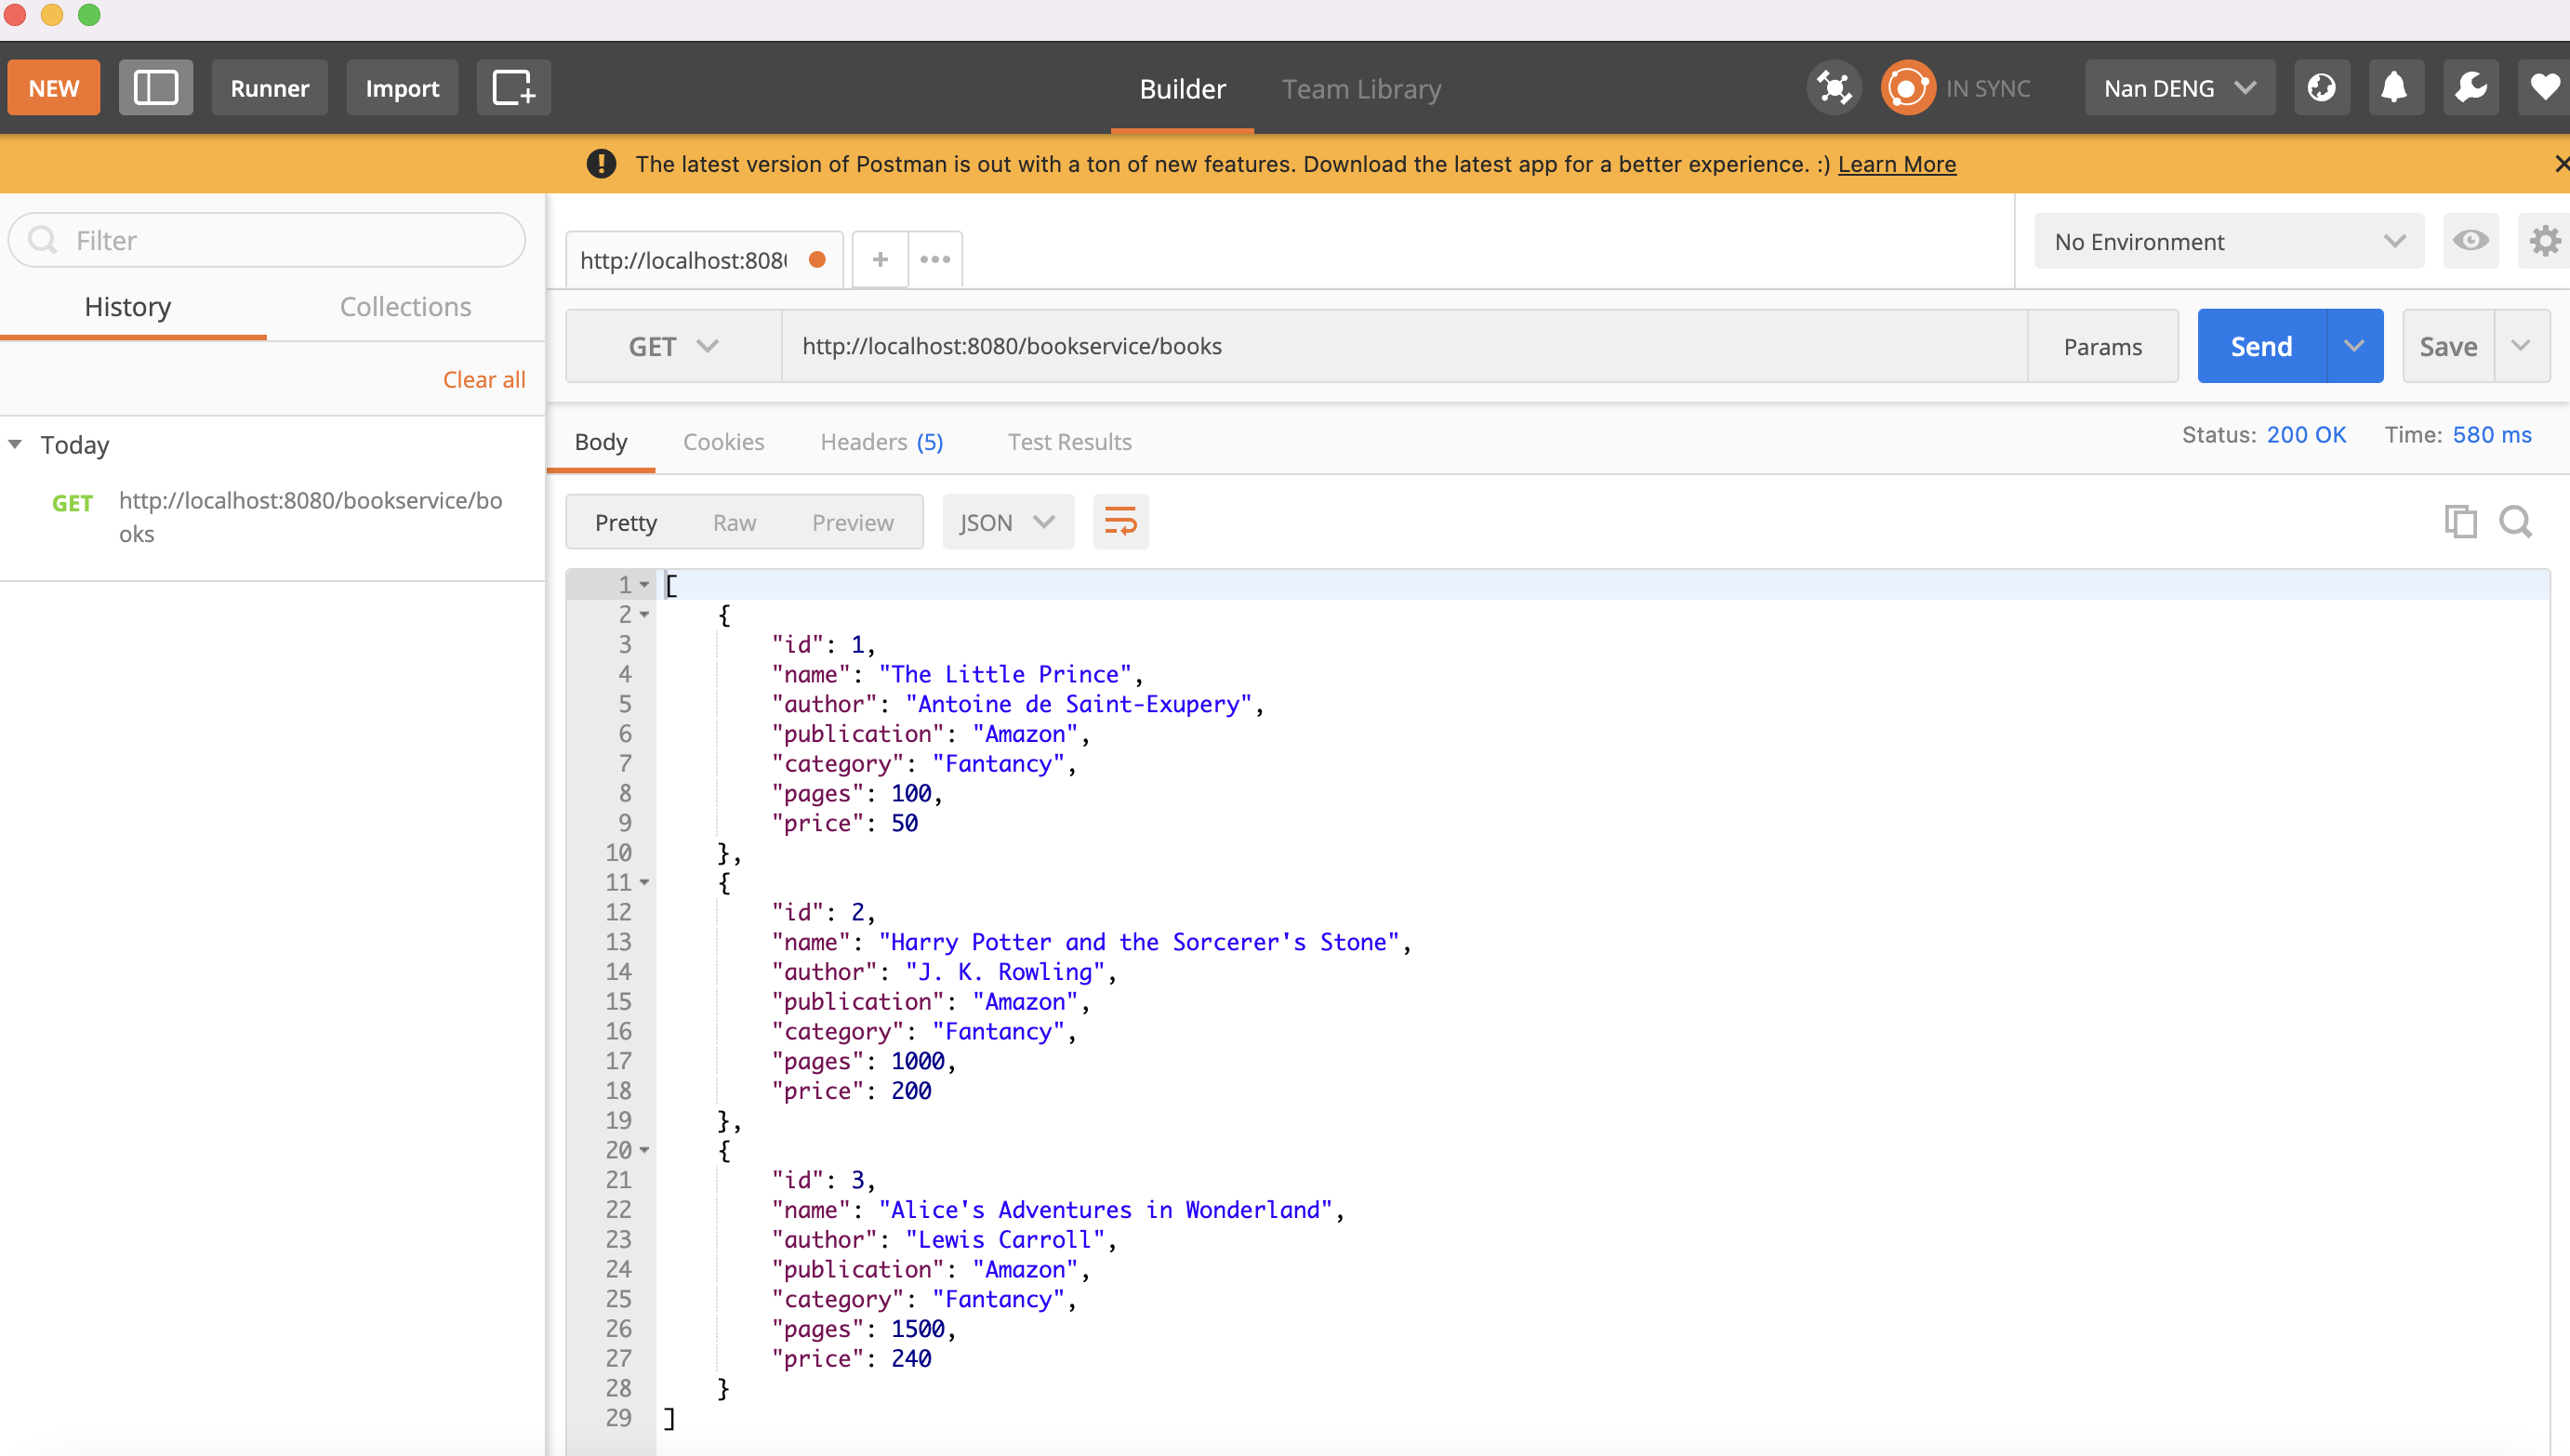 NEW Runner Import Builder Team Library IN SYNC Nan DENG
The latest version of Postman is out with a ton of new features. Download the latest app for a better experience. :) Learn More
Filter
History Collections
Clear all
Today
GET http://localhost:8080/bookservice/bo
oks
http://localhost:808
No Environment
GET http://localhost:8080/bookservice/books Params Send Save
Body Cookies Headers (5) Test Results Status: 200 OK Time: 580 ms
Pretty Raw Preview JSON
1 [
2 {
3 "id": 1,
4 "name": "The Little Prince",
5 "author": "Antoine de Saint-Exupery",
6 "publication": "Amazon",
7 "category": "Fantancy",
8 "pages": 100,
9 "price": 50
10 },
11 {
12 "id": 2,
13 "name": "Harry Potter and the Sorcerer's Stone",
14 "author": "J. K. Rowling",
15 "publication": "Amazon",
16 "category": "Fantancy",
17 "pages": 1000,
18 "price": 200
19 },
20 {
21 "id": 3,
22 "name": "Alice's Adventures in Wonderland",
23 "author": "Lewis Carroll",
24 "publication": "Amazon",
25 "category": "Fantancy",
26 "pages": 1500,
27 "price": 240
28 }
29 ]